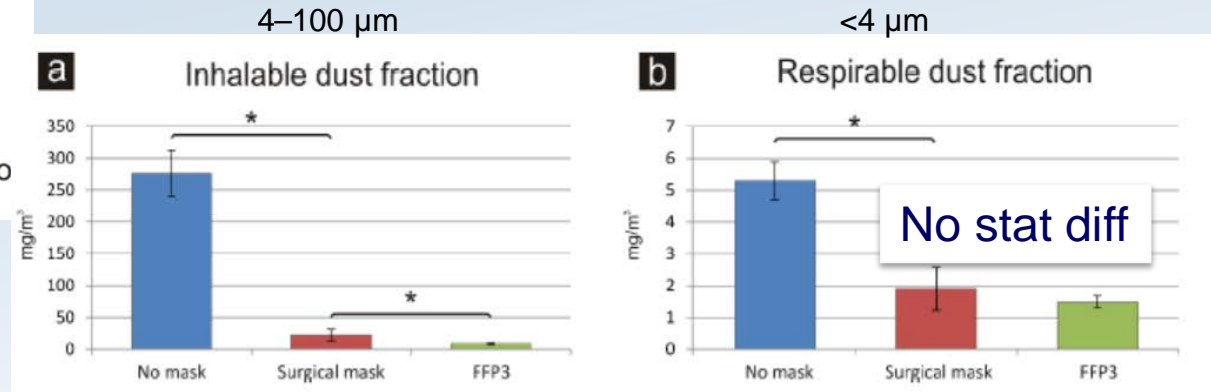 4–100 µm
<4 µm
a Inhalable dust fraction
*
*
350
300
250
200
150
100
50
0
mg/m³
No mask Surgical mask FFP3
b Respirable dust fraction
*
No stat diff
7
6
5
4
3
2
1
0
mg/m³
No mask Surgical mask FFP3